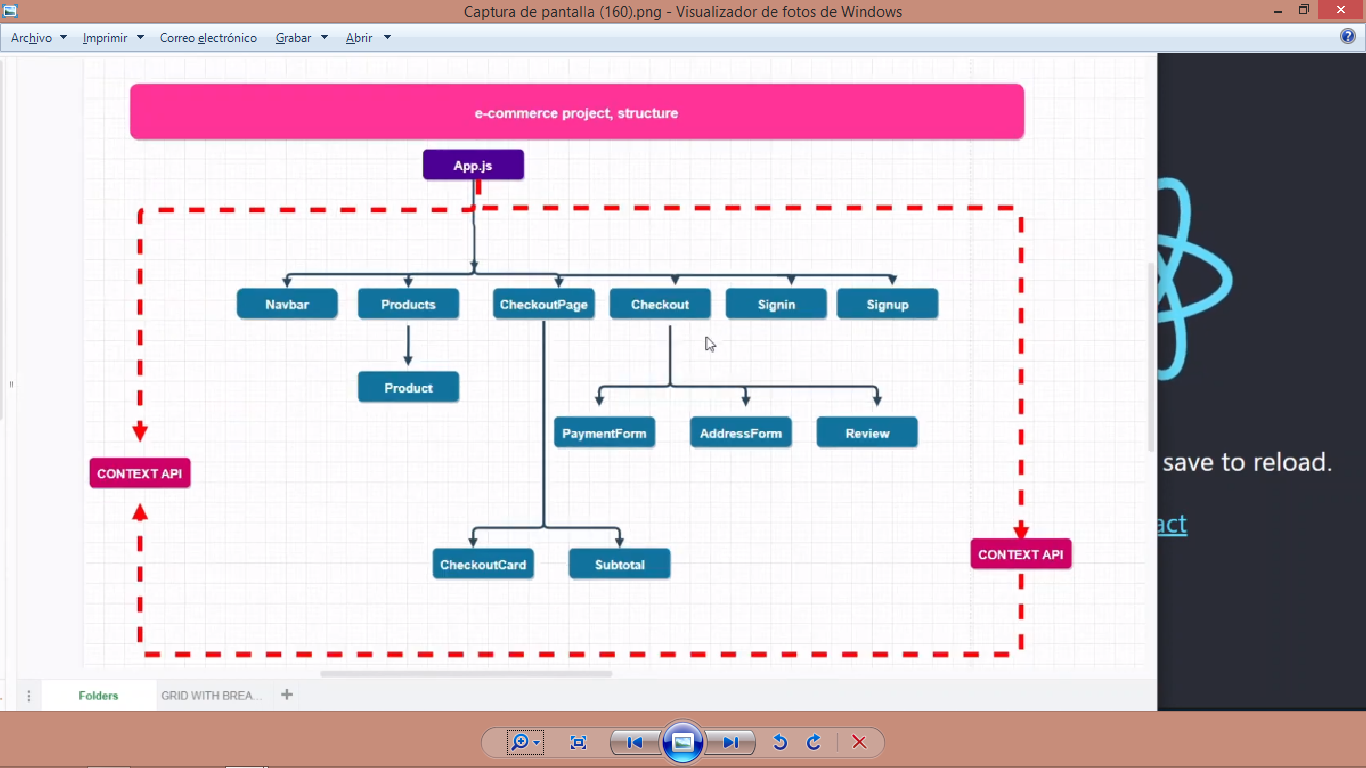 Captura de pantalla (160).png - Visualizador de fotos de Windows
Archivo Imprimir Correo electrónico Grabar Abrir
e-commerce project, structure
App.js
Navbar Products CheckoutPage Checkout Signin Signup
Product
PaymentForm AddressForm Review
save to reload.
CONTEXT API
act
CONTEXT API
CheckoutCard Subtotal
Folders GRID WITH BREA...